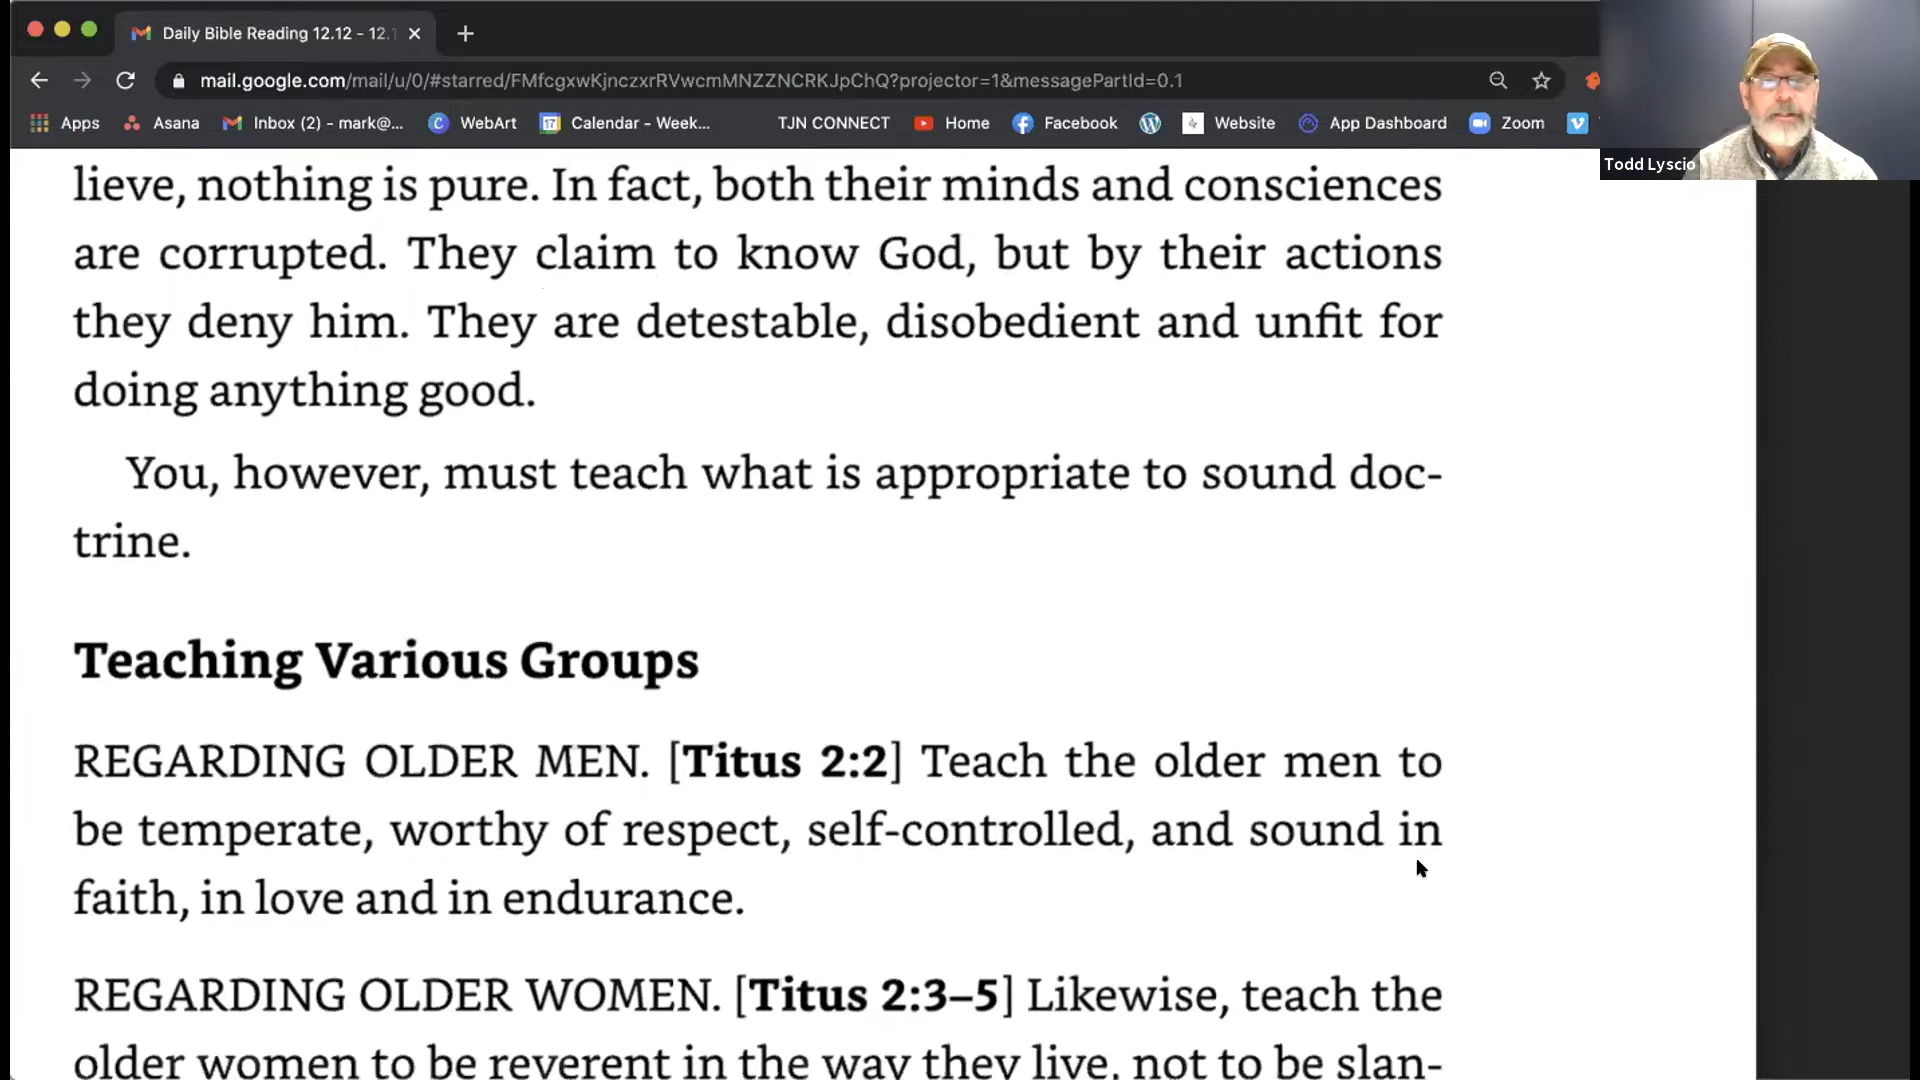 Daily Bible Reading 12.12 - 12.
mail.google.com/mail/u/0/#starred/FMfcgxwKjnczxrRVwcmMNZZNCRKJpChQ?projector=1&messagePartId=0.1
Apps Asana Inbox (2) - mark@... WebArt Calendar - Week... TJN CONNECT Home Facebook Website App Dashboard Zoom
Todd Lyscio
lieve, nothing is pure. In fact, both their minds and consciences
are corrupted. They claim to know God, but by their actions
they deny him. They are detestable, disobedient and unfit for
doing anything good.
You, however, must teach what is appropriate to sound doc-
trine.
Teaching Various Groups
REGARDING OLDER MEN. [Titus 2:2] Teach the older men to
be temperate, worthy of respect, self-controlled, and sound in
faith, in love and in endurance.
REGARDING OLDER WOMEN. [Titus 2:3–5] Likewise, teach the
older women to be reverent in the way they live, not to be slan-